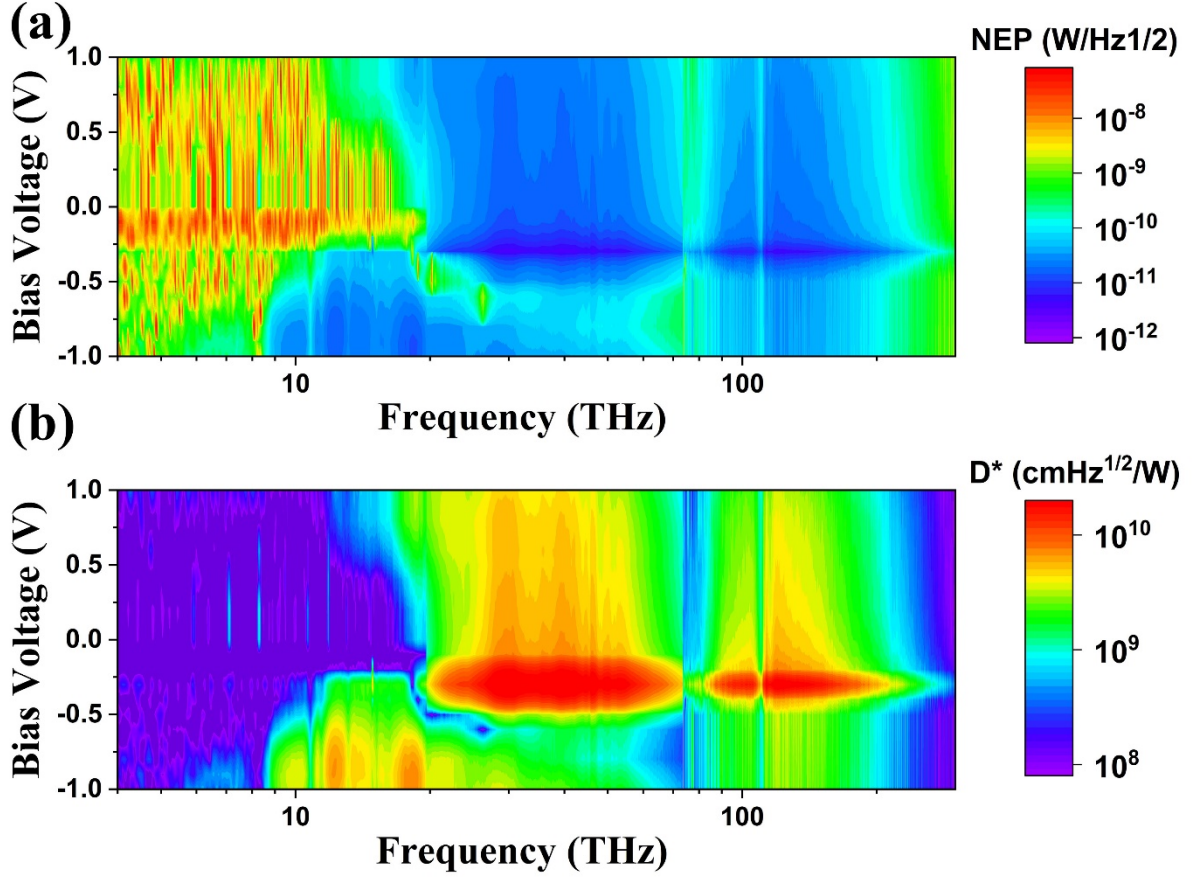 (a)
NEP (W/Hz1/2)
Bias Voltage (V)
1.0
0.5
0.0
-0.5
-1.0
10
100
Frequency (THz)
10-8
10-9
10-10
10-11
10-12
(b)
D* (cmHz1/2/W)
Bias Voltage (V)
1.0
0.5
0.0
-0.5
-1.0
10
100
Frequency (THz)
1010
109
108